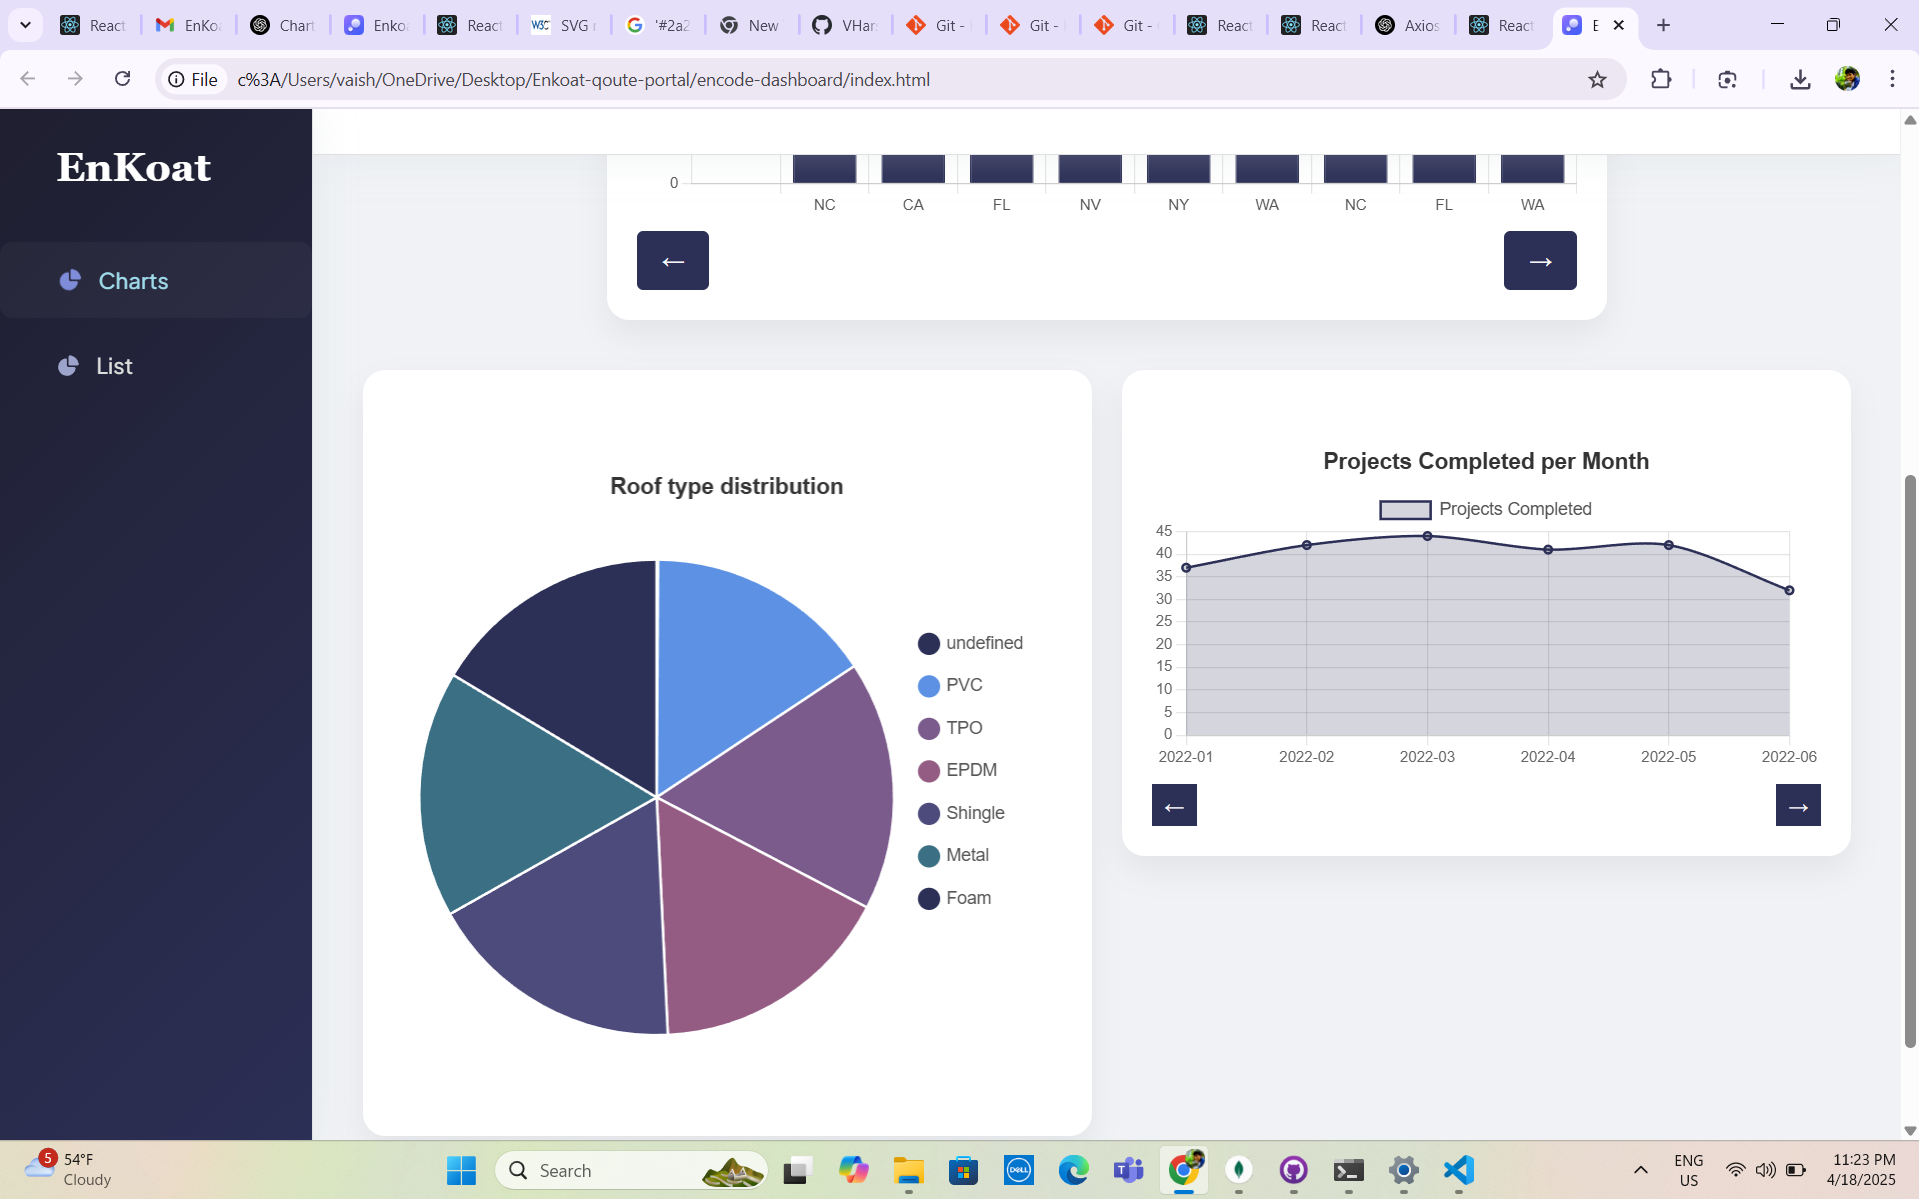 React
EnKo
Chart
Enkoa
React
W3C SVG r
'#2a2
New
VHar
Git -
Git -
Git -
React
React
Axios
React
E
File c%3A/Users/vaish/OneDrive/Desktop/Enkoat-qoute-portal/encode-dashboard/index.html
EnKoat
Charts
List
0
NC CA FL NV NY WA NC FL WA
← →
Roof type distribution
undefined
PVC
TPO
EPDM
Shingle
Metal
Foam
Projects Completed per Month
Projects Completed
45
40
35
30
25
20
15
10
5
0
2022-01 2022-02 2022-03 2022-04 2022-05 2022-06
← →
5
54°F
Cloudy
Search
DELL
ENG
US
11:23 PM
4/18/2025